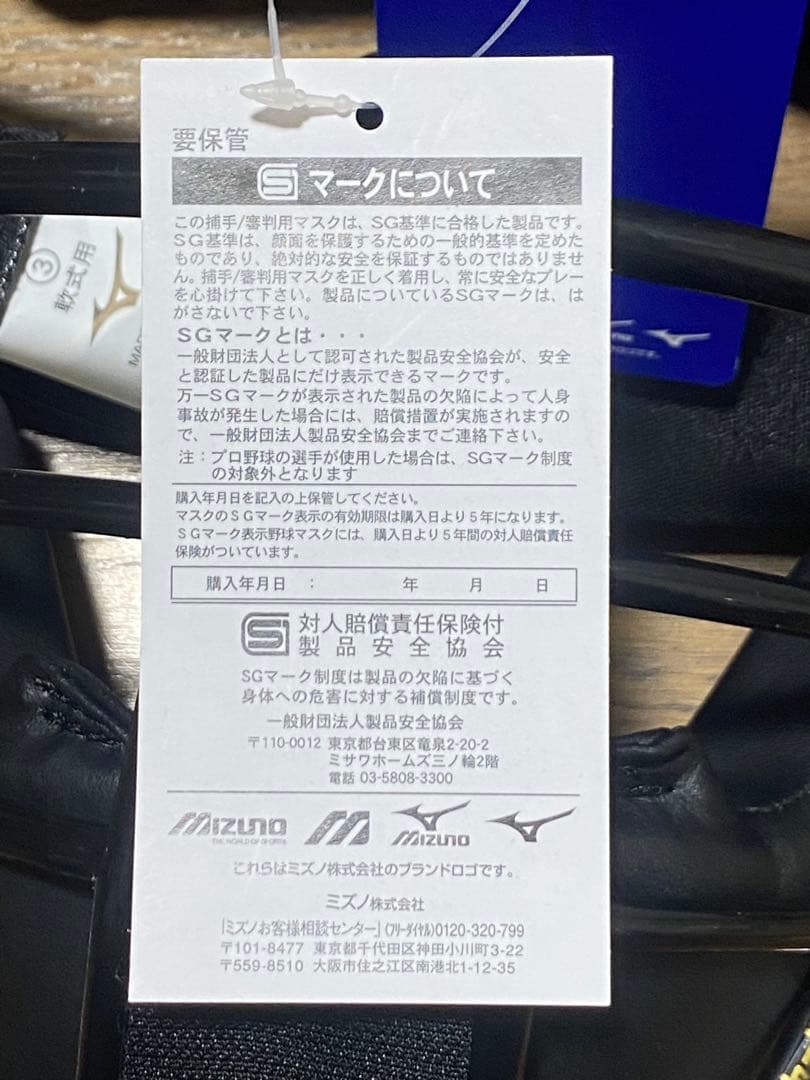 要保管
SG マークについて
この捕手/審判用マスクは、SG基準に合格した製品です。
SG基準は、顔面を保護するための一般的基準を定めた
ものであり、絶対的な安全を保証するものではありませ
ん。捕手/審判用マスクを正しく着用し、常に安全なプレー
を心掛けて下さい。製品についているSGマークは、は
がさないで下さい。
SGマークとは・・・
一般財団法人として認可された製品安全協会が、安全
と認証した製品にだけ表示できるマークです。
万一SGマークが表示された製品の欠陥によって人身
事故が発生した場合には、賠償措置が実施されますの
で、一般財団法人製品安全協会までご連絡下さい。
注：プロ野球の選手が使用した場合は、SGマーク制度
の対象外となります
購入年月日を記入の上保管してください。
マスクのSGマーク表示の有効期限は購入日より5年になります。
SGマーク表示野球マスクには、購入日より5年間の対人賠償責任
保険がついています。
購入年月日 ： 年 月 日
SG 対人賠償責任保険付
製品安全協会
SGマーク制度は製品の欠陥に基づく
身体への危害に対する補償制度です。
一般財団法人製品安全協会
〒110-0012 東京都台東区竜泉2-20-2
ミサワホームズ三ノ輪2階
電話 03-5808-3300
MIZUNO
THE WORLD OF SPORTS
MIZUNO
これらはミズノ株式会社のブランドロゴです。
ミズノ株式会社
「ミズノお客様相談センター」(フリーダイヤル)0120-320-799
〒101-8477 東京都千代田区神田小川町3-22
〒559-8510 大阪市住之江区南港北1-12-35
③
軟式用